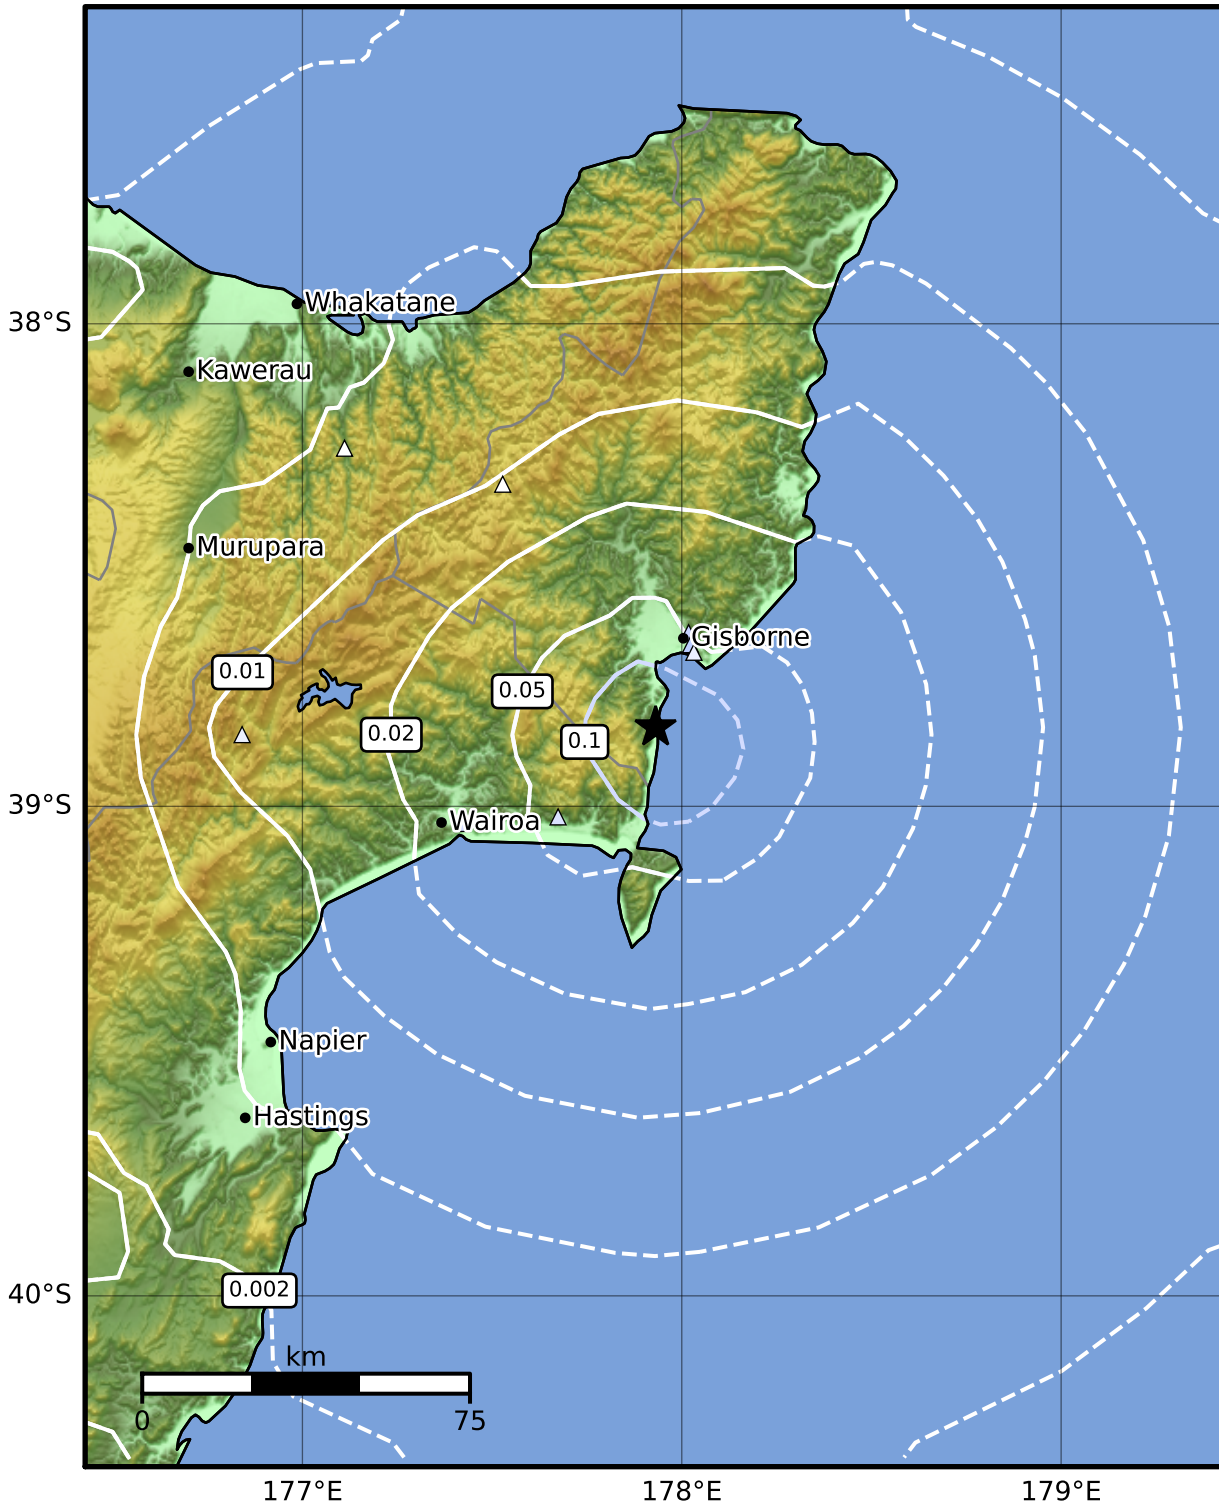 Whakatane
38°S
Kawerau
Murupara
Gisborne
0.01
0.05
0.02
0.1
39°S
Wairoa
Napier
Hastings
0.002
40°S
km
0
75
177°E
178°E
179°E